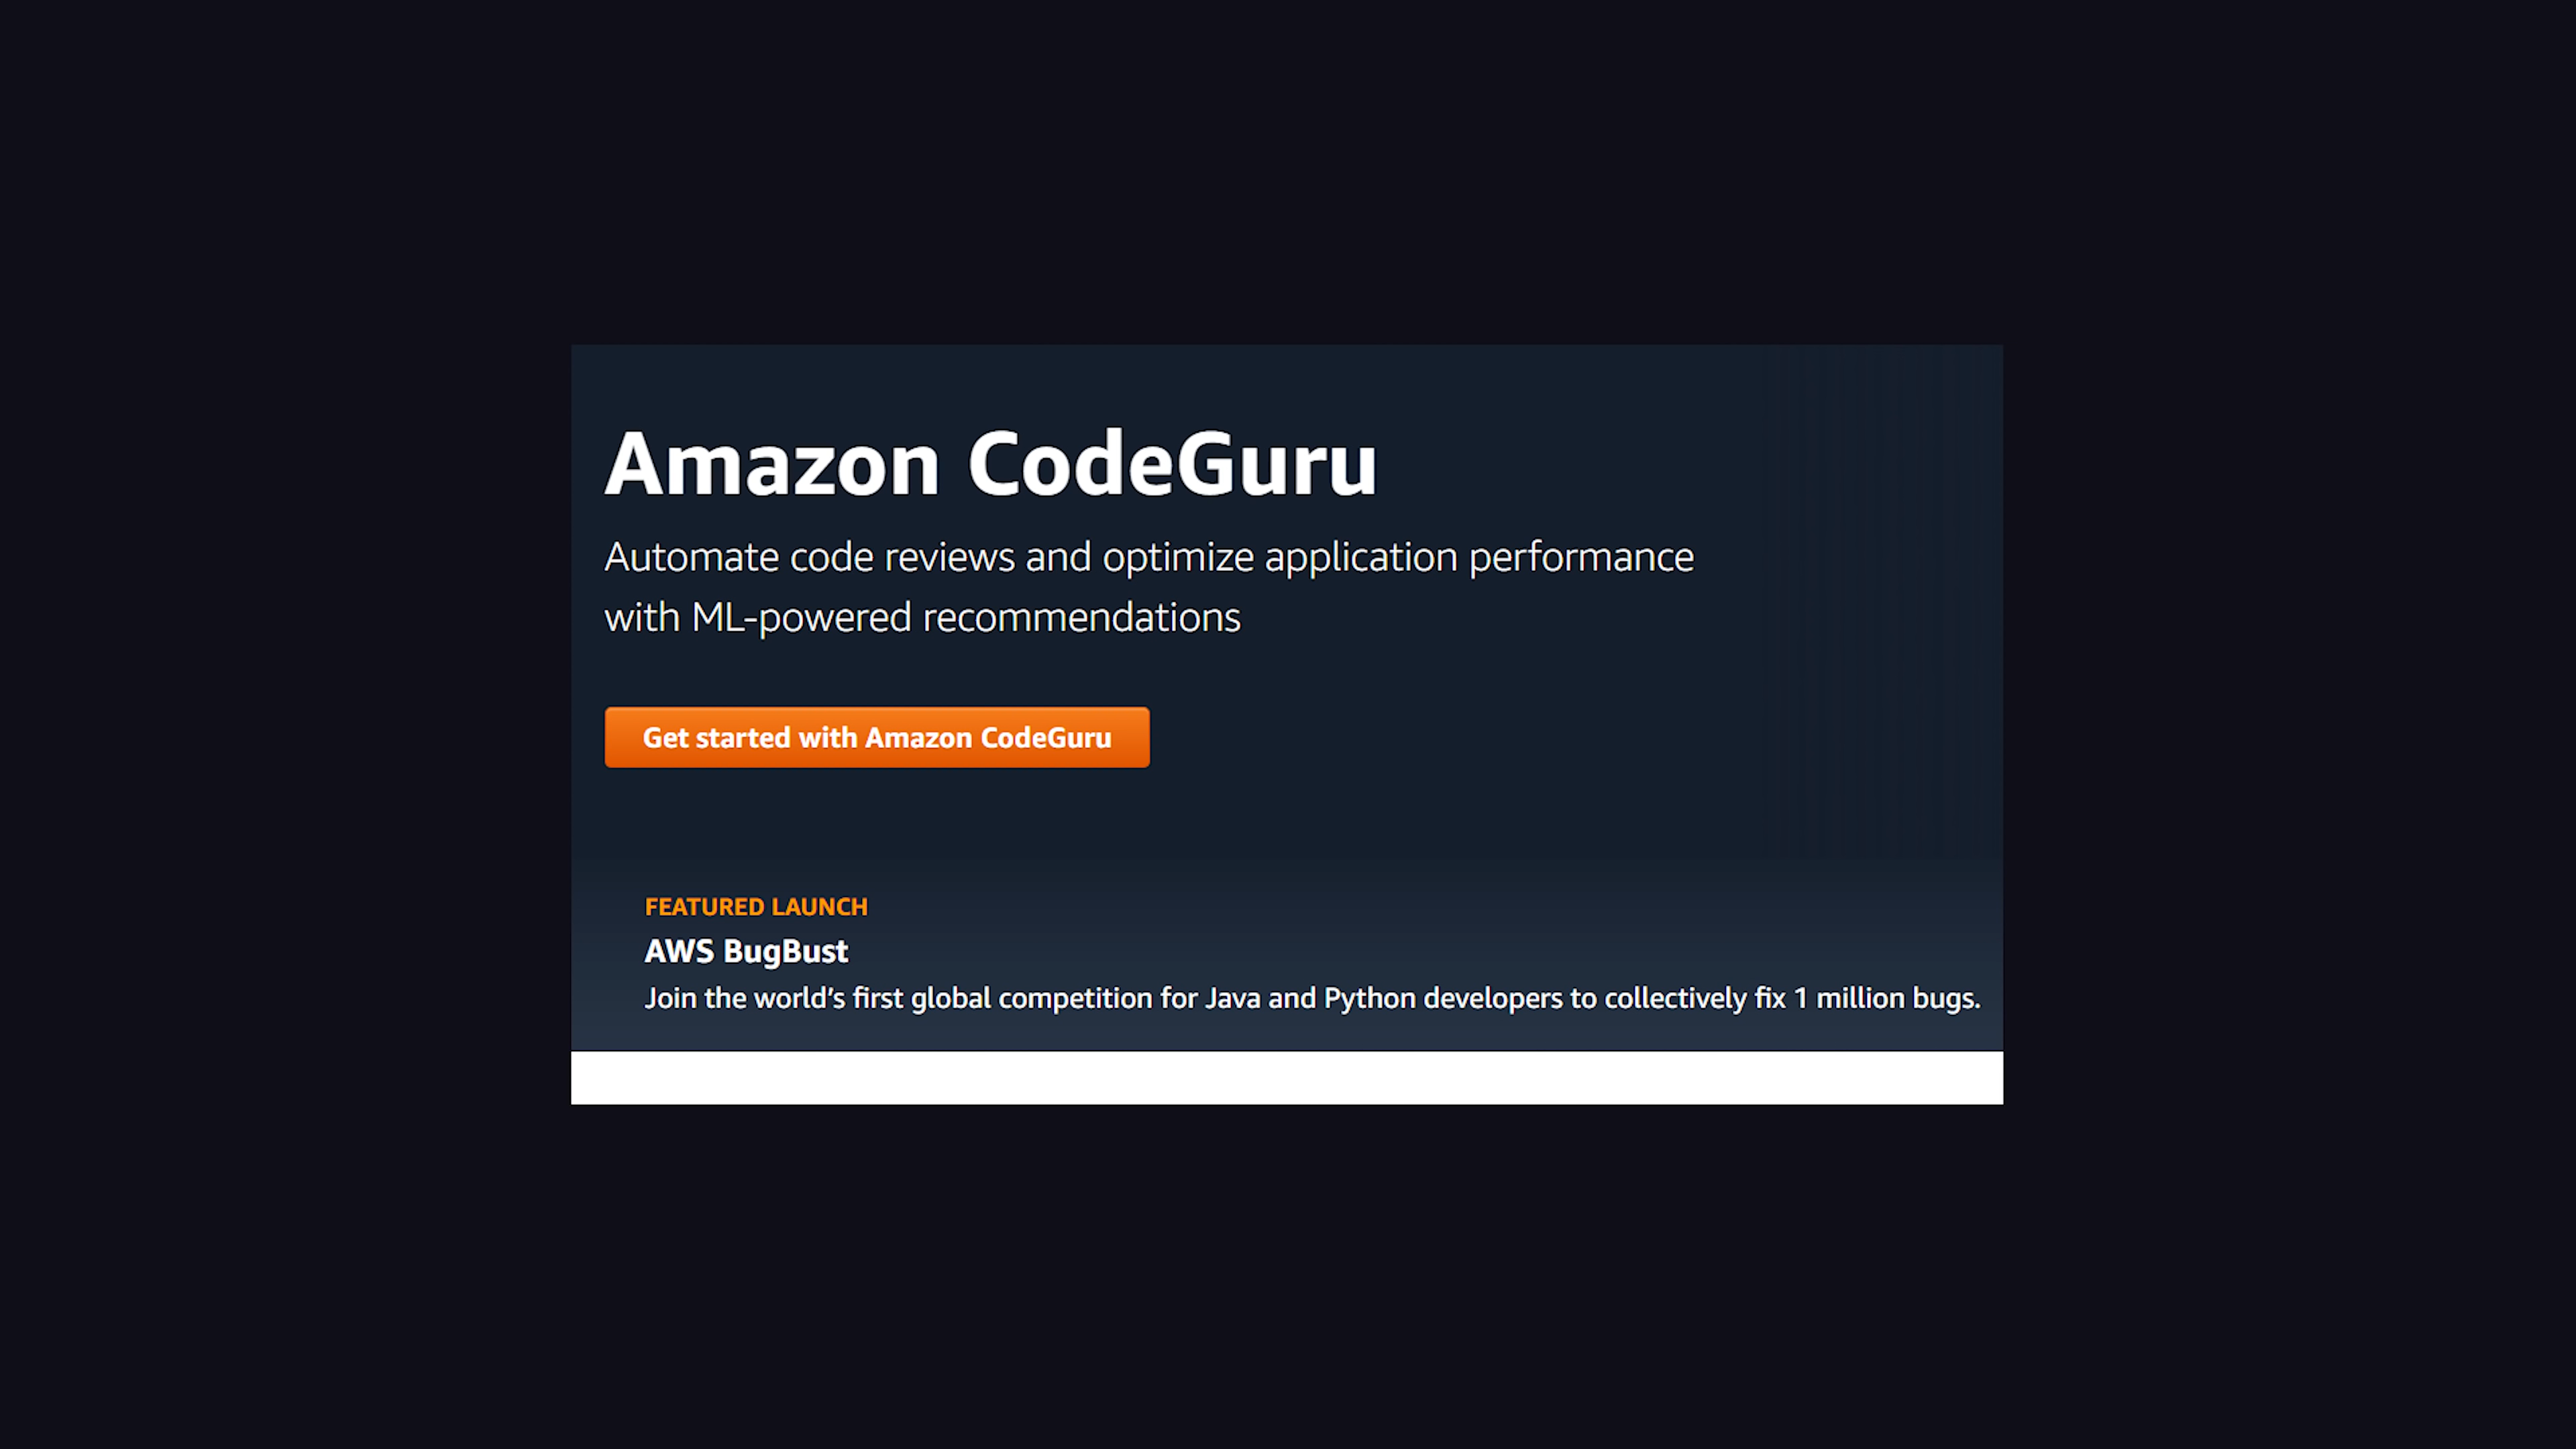 Amazon CodeGuru
Automate code reviews and optimize application performance
with ML-powered recommendations
Get started with Amazon CodeGuru
FEATURED LAUNCH
AWS BugBust
Join the world’s first global competition for Java and Python developers to collectively fix 1 million bugs.